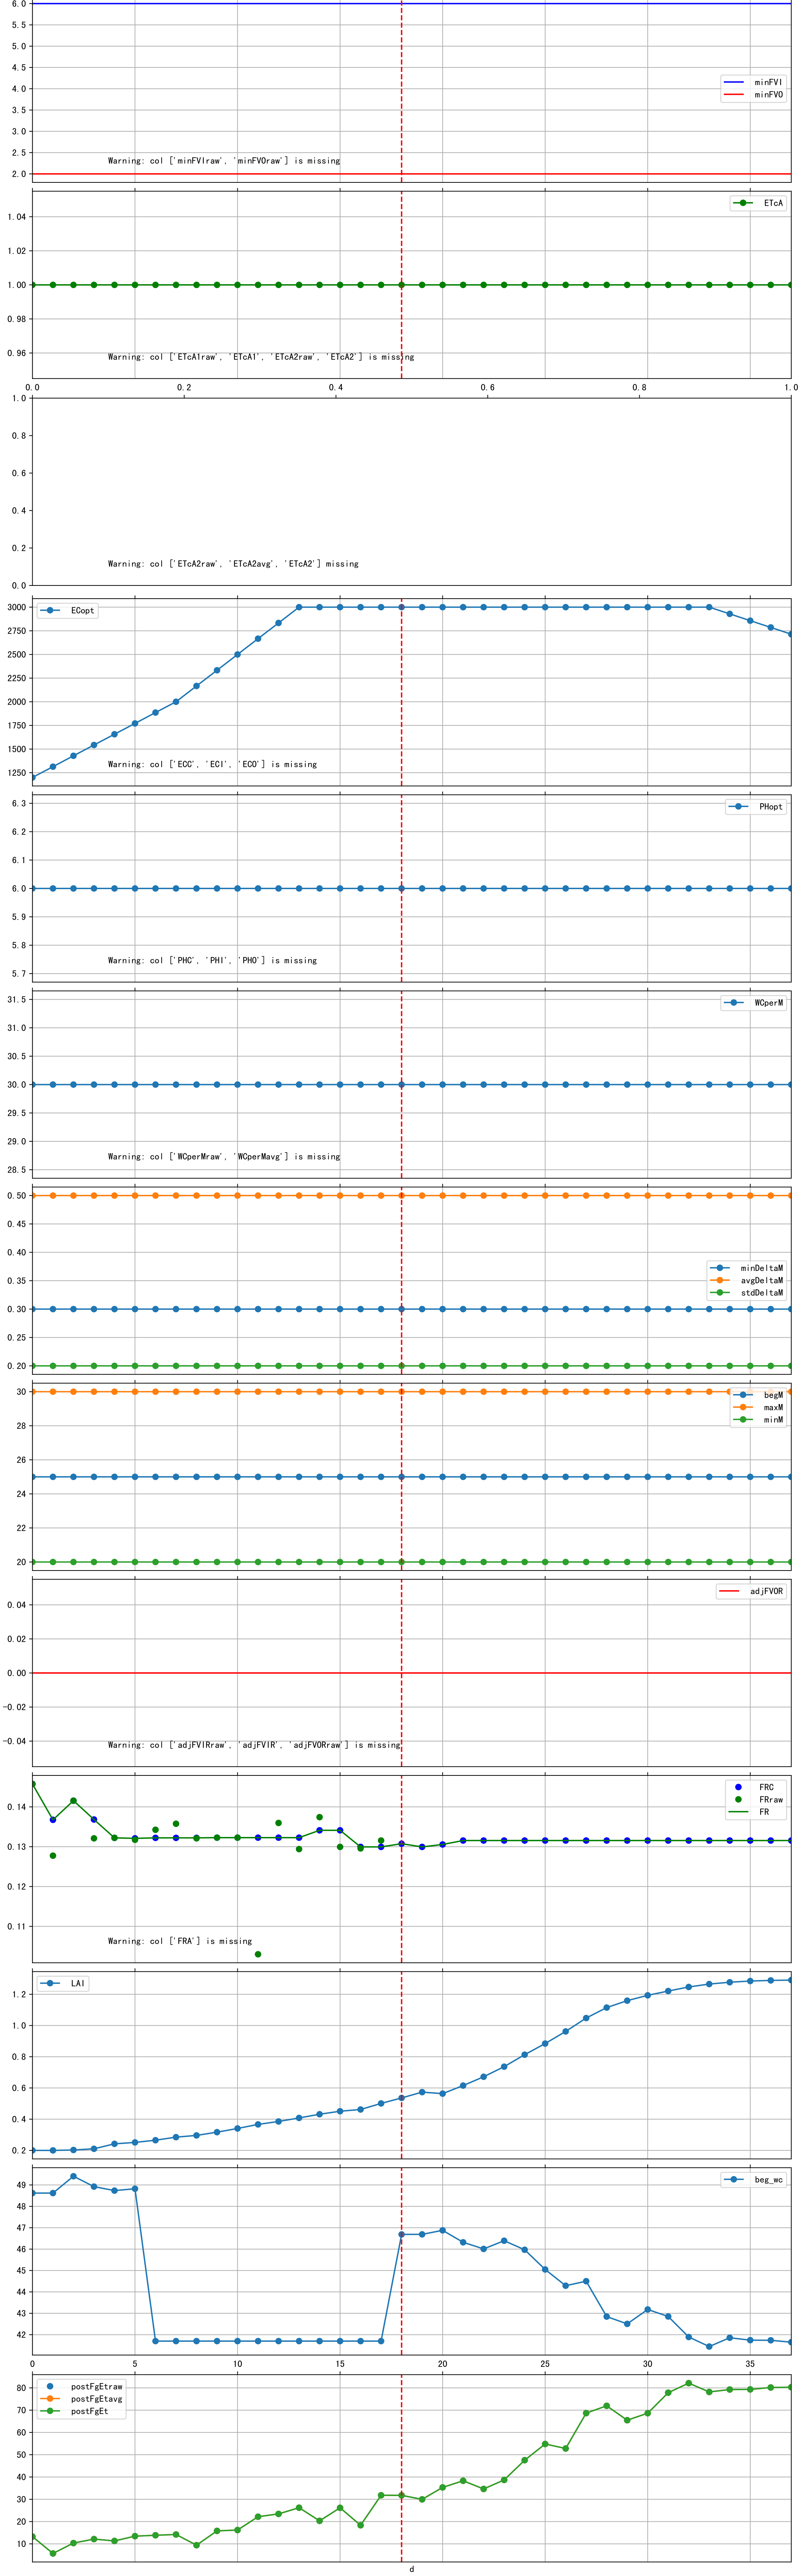 6.0
5.5
5.0
4.5
4.0
3.5
3.0
2.5
2.0
minFVI
minFVO
Warning: col ['minFVIraw', 'minFVOraw'] is missing
1.04
1.02
1.00
0.98
0.96
ETcA
Warning: col ['ETcA1raw', 'ETcA1', 'ETcA2raw', 'ETcA2'] is missing
0.0 0.2 0.4 0.6 0.8 1.0
1.0
0.8
0.6
0.4
0.2
0.0
Warning: col ['ETcA2raw', 'ETcA2avg', 'ETcA2'] missing
3000
2750
2500
2250
2000
1750
1500
1250
ECopt
Warning: col ['ECC', 'ECI', 'ECO'] is missing
6.3
6.2
6.1
6.0
5.9
5.8
5.7
PHopt
Warning: col ['PHC', 'PHI', 'PHO'] is missing
31.5
31.0
30.5
30.0
29.5
29.0
28.5
WCperM
Warning: col ['WCperMraw', 'WCperMavg'] is missing
0.50
0.45
0.40
0.35
0.30
0.25
0.20
minDeltaM
avgDeltaM
stdDeltaM
30
28
26
24
22
20
begM
maxM
minM
0.04
0.02
0.00
-0.02
-0.04
adjFVOR
Warning: col ['adjFVIRraw', 'adjFVIR', 'adjFVORraw'] is missing
0.14
0.13
0.12
0.11
FRC
FRraw
FR
Warning: col ['FRA'] is missing
1.2
1.0
0.8
0.6
0.4
0.2
LAI
49
48
47
46
45
44
43
42
beg_wc
0 5 10 15 20 25 30 35
80
70
60
50
40
30
20
10
postFgEtraw
postFgEtavg
postFgEt
d